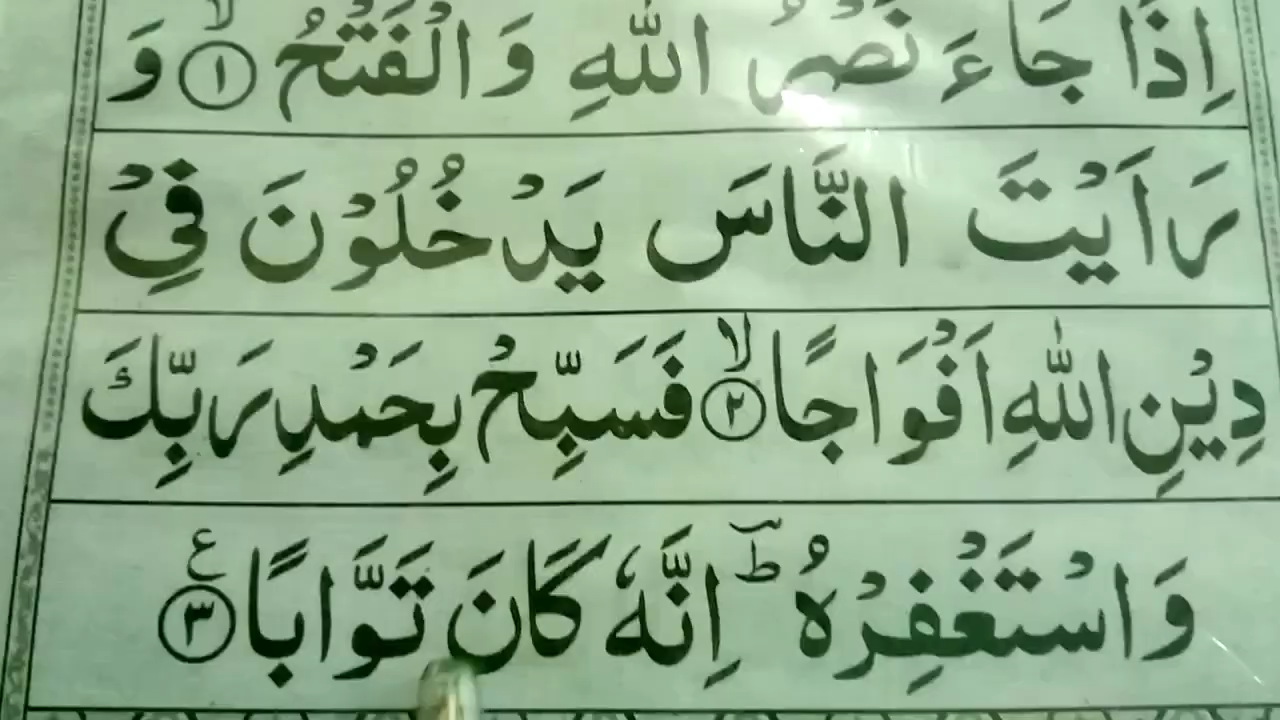 اِذَا جَآءَ نَصْرُ اللّٰهِ وَ الْفَتْحُ ۙ﴿۱﴾ وَ
رَاَیْتَ النَّاسَ یَدْخُلُوْنَ فِیْ
دِیْنِ اللّٰهِ اَفْوَاجًا ۙ﴿۲﴾ فَسَبِّحْ بِحَمْدِ رَبِّكَ
وَ اسْتَغْفِرْهُ ؕؔ اِنَّهٗ كَانَ تَوَّابًا ﴿۳﴾ ع